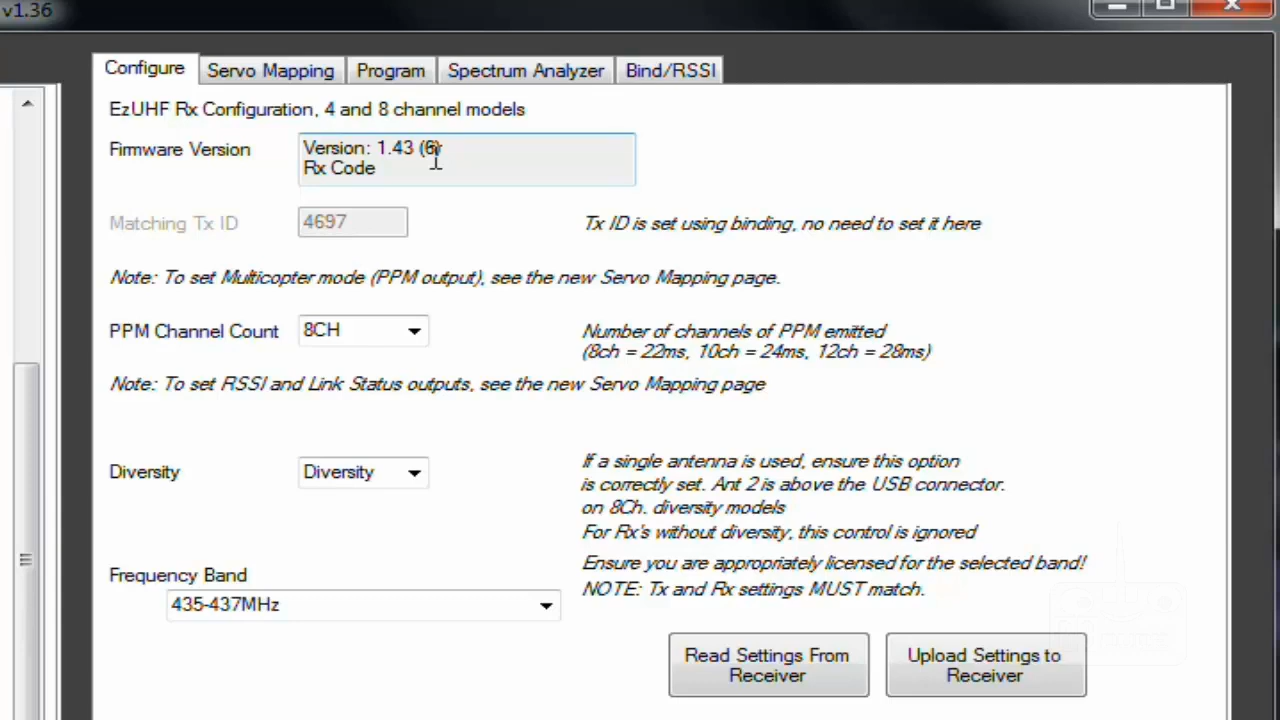 v1.36
Configure Servo Mapping Program Spectrum Analyzer Bind/RSSI
EzUHF Rx Configuration, 4 and 8 channel models
Firmware Version
Version: 1.43 (6)
Rx Code
Matching Tx ID 4697 Tx ID is set using binding, no need to set it here
Note: To set Multicopter mode (PPM output), see the new Servo Mapping page.
PPM Channel Count 8CH
Number of channels of PPM emitted
(8ch = 22ms, 10ch = 24ms, 12ch = 28ms)
Note: To set RSSI and Link Status outputs, see the new Servo Mapping page
Diversity Diversity
If a single antenna is used, ensure this option
is correctly set. Ant 2 is above the USB connector.
on 8Ch. diversity models
For Rx's without diversity, this control is ignored
Frequency Band
435-437MHz
Ensure you are appropriately licensed for the selected band!
NOTE: Tx and Rx settings MUST match.
Read Settings From
Receiver
Upload Settings to
Receiver